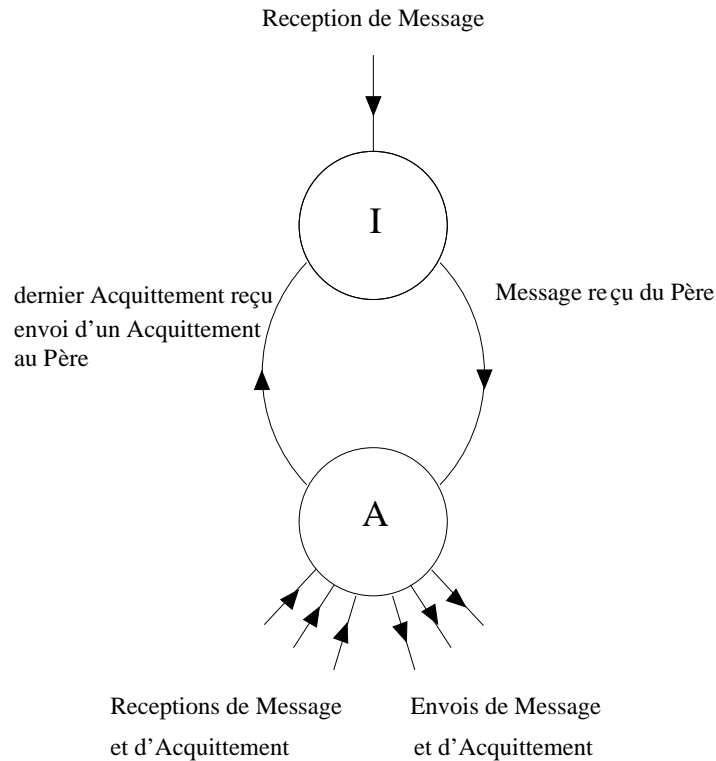 Reception de Message
I
dernier Acquittement reçu
envoi d'un Acquittement
au Père
Message reçu du Père
A
Receptions de Message
et d'Acquittement
Envois de Message
et d'Acquittement